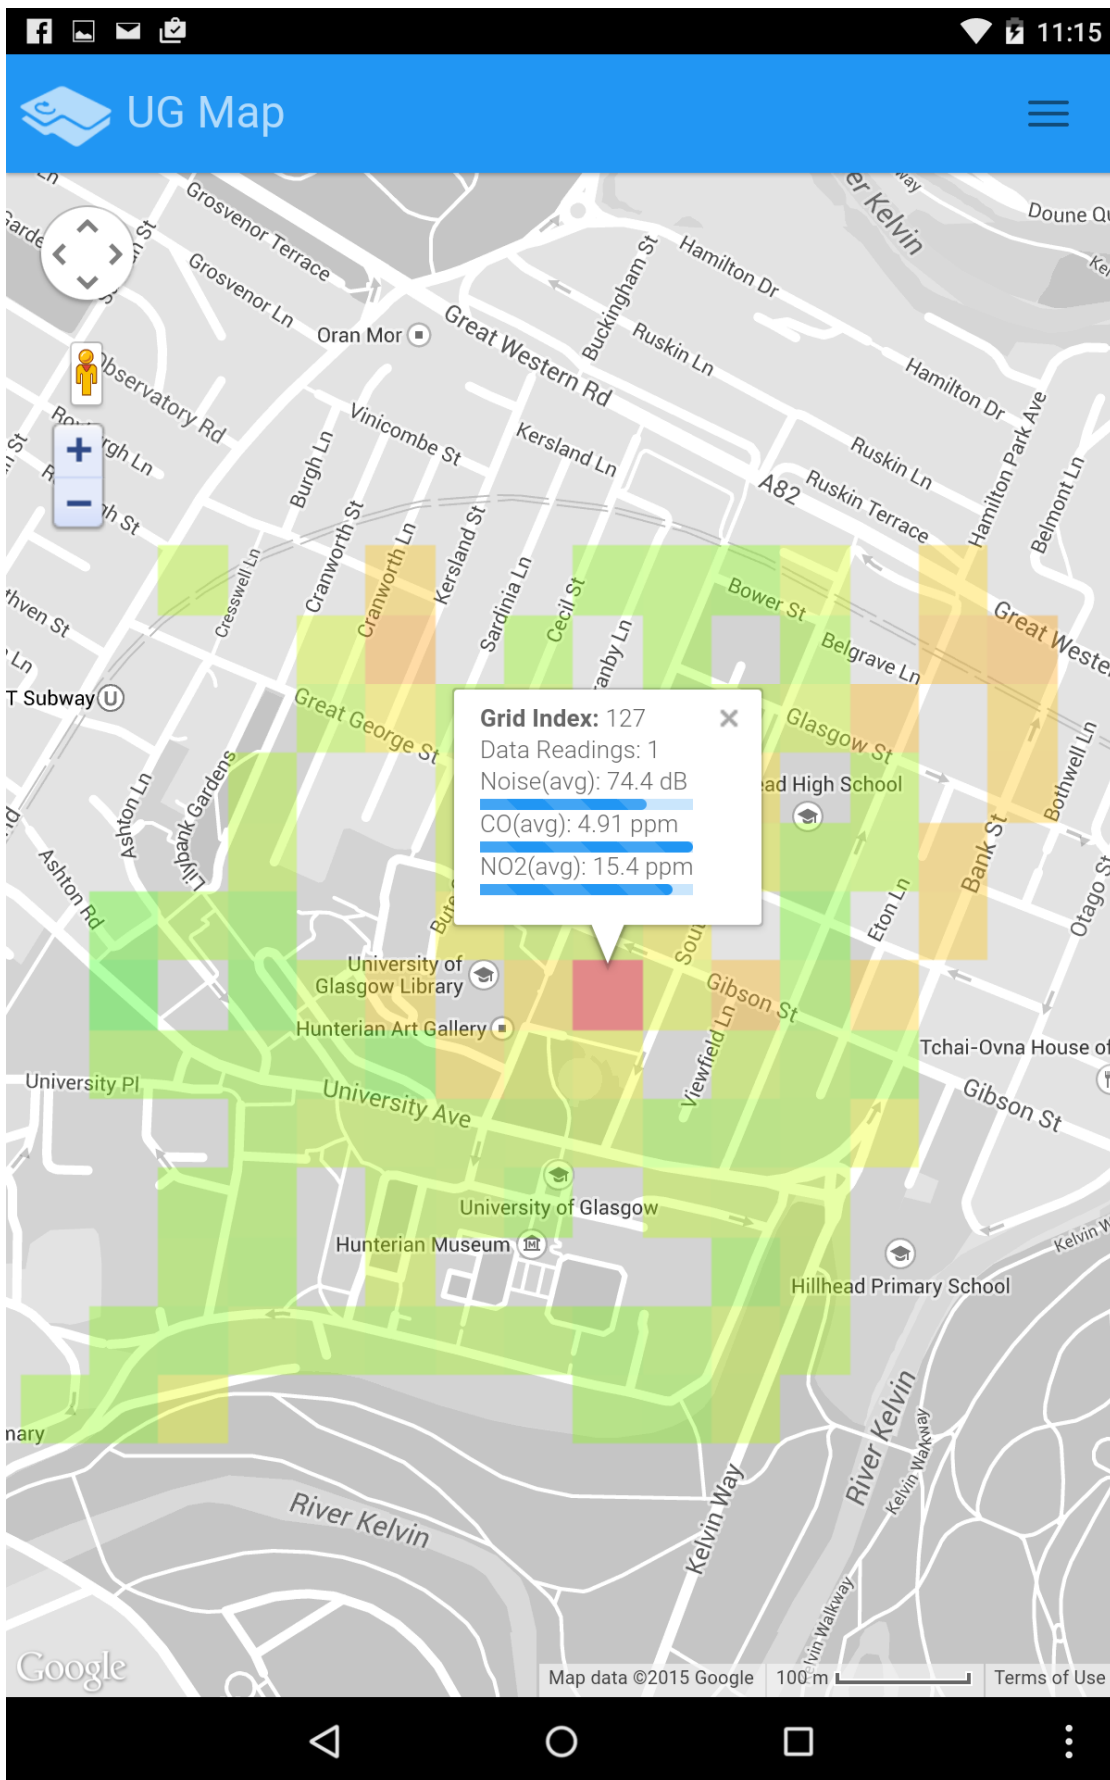 11:15
UG Map
Grosvenor Terrace
Grosvenor Ln
Oran Mor
Great Western Rd
Buckingham St
Hamilton Dr
Ruskin Ln
Hamilton Dr
Doune
River Kelvin
Observatory Rd
Vinicombe St
Kersland Ln
Burgh Ln
A82
Ruskin Ln
Ruskin Terrace
Hamilton Park Ave
Belmont Ln
Cresswell Ln
Cranworth St
Cranworth Ln
Kersland St
Sardinia Ln
Cecil St
Bower St
Belgrave Ln
Great Weste
T Subway U
Great George St
Glasgow St
Grid Index: 127
Data Readings: 1
Noise(avg): 74.4 dB
CO(avg): 4.91 ppm
NO2(avg): 15.4 ppm
ead High School
Bothwell Ln
Ashton Ln
Lilybank Gardens
Ashton Rd
Bank St
Eton Ln
Otago St
University of
Glasgow Library
Hunterian Art Gallery
Gibson St
Viewfield Ln
Tchai-Ovna House of
University Pl
University Ave
Gibson St
University of Glasgow
Hunterian Museum
Hillhead Primary School
River Kelvin
Kelvin Walkway
River Kelvin
Kelvin Way
Kelvin Walkway
Google
Map data ©2015 Google
100 m
Terms of Use